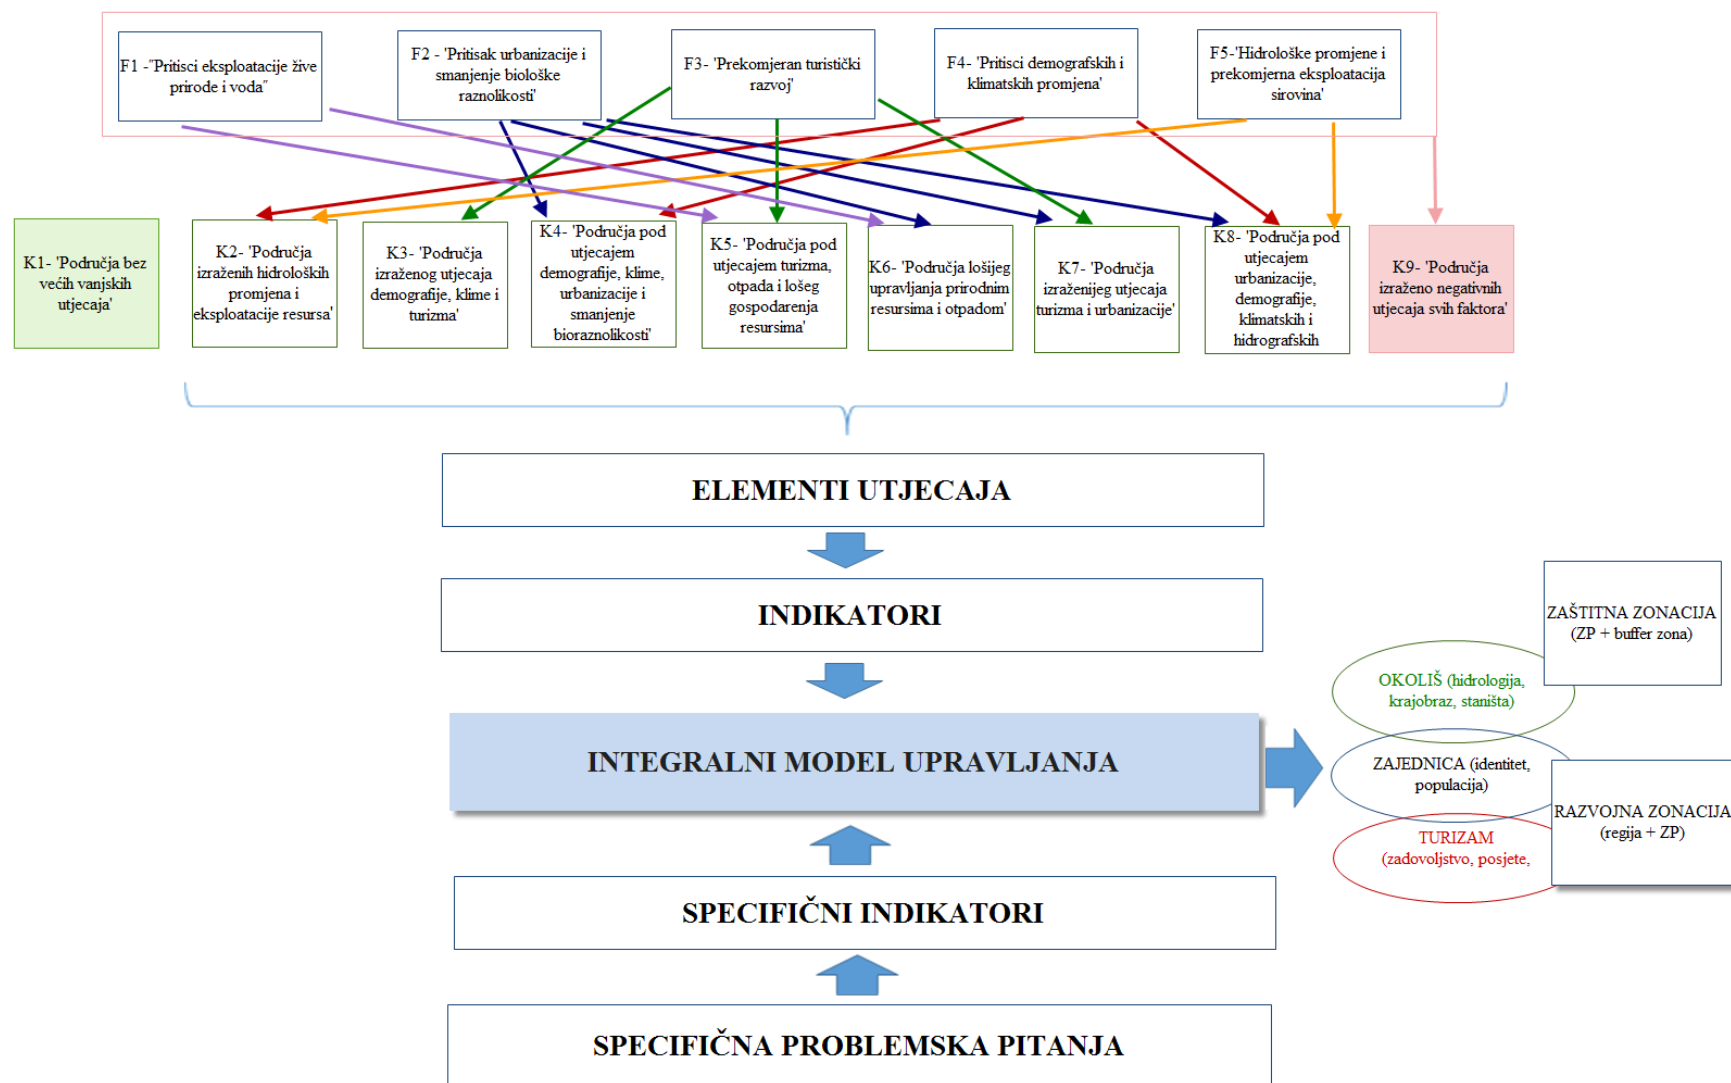 F1 -"Pritisci eksploatacije žive
prirode i voda"
F2 - 'Pritisak urbanizacije i
smanjenje biološke
raznolikosti'
F3- 'Prekomjeran turistički
razvoj'
F4- 'Pritisci demografskih i
klimatskih promjena'
F5-'Hidrološke promjene i
prekomjerna eksploatacija
sirovina'
K1- 'Područja bez
većih vanjskih
utjecaja'
K2- 'Područja
izraženih hidroloških
promjena i
eksploatacije resursa'
K3- 'Područja
izraženog utjecaja
demografije, klime i
turizma'
K4- 'Područja pod
utjecajem
demografije, klime,
urbanizacije i
smanjenje
bioraznolikosti'
K5- 'Područja pod
utjecajem turizma,
otpada i lošeg
gospodarenja
resursima'
K6- 'Područja lošijeg
upravljanja prirodnim
resursima i otpadom'
K7- 'Područja
izraženijeg utjecaja
turizma i urbanizacije'
K8- 'Područja pod
utjecajem
urbanizacije,
demografije,
klimatskih i
hidrografskih
K9- 'Područja
izraženo negativnih
utjecaja svih faktora'
ELEMENTI UTJECAJA
INDIKATORI
INTEGRALNI MODEL UPRAVLJANJA
SPECIFIČNI INDIKATORI
SPECIFIČNA PROBLEMSKA PITANJA
ZAŠTITNA ZONACIJA
(ZP + buffer zona)
OKOLIŠ (hidrologija,
krajobraz, staništa)
ZAJEDNICA (identitet,
populacija)
RAZVOJNA ZONACIJA
(regija + ZP)
TURIZAM
(zadovoljstvo, posjete,